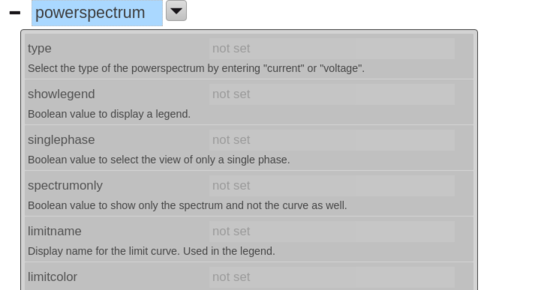 powerspectrum
type not set
Select the type of the powerspectrum by entering "current" or "voltage".
showlegend not set
Boolean value to display a legend.
singlephase not set
Boolean value to select the view of only a single phase.
spectrumonly not set
Boolean value to show only the spectrum and not the curve as well.
limitname not set
Display name for the limit curve. Used in the legend.
limitcolor not set